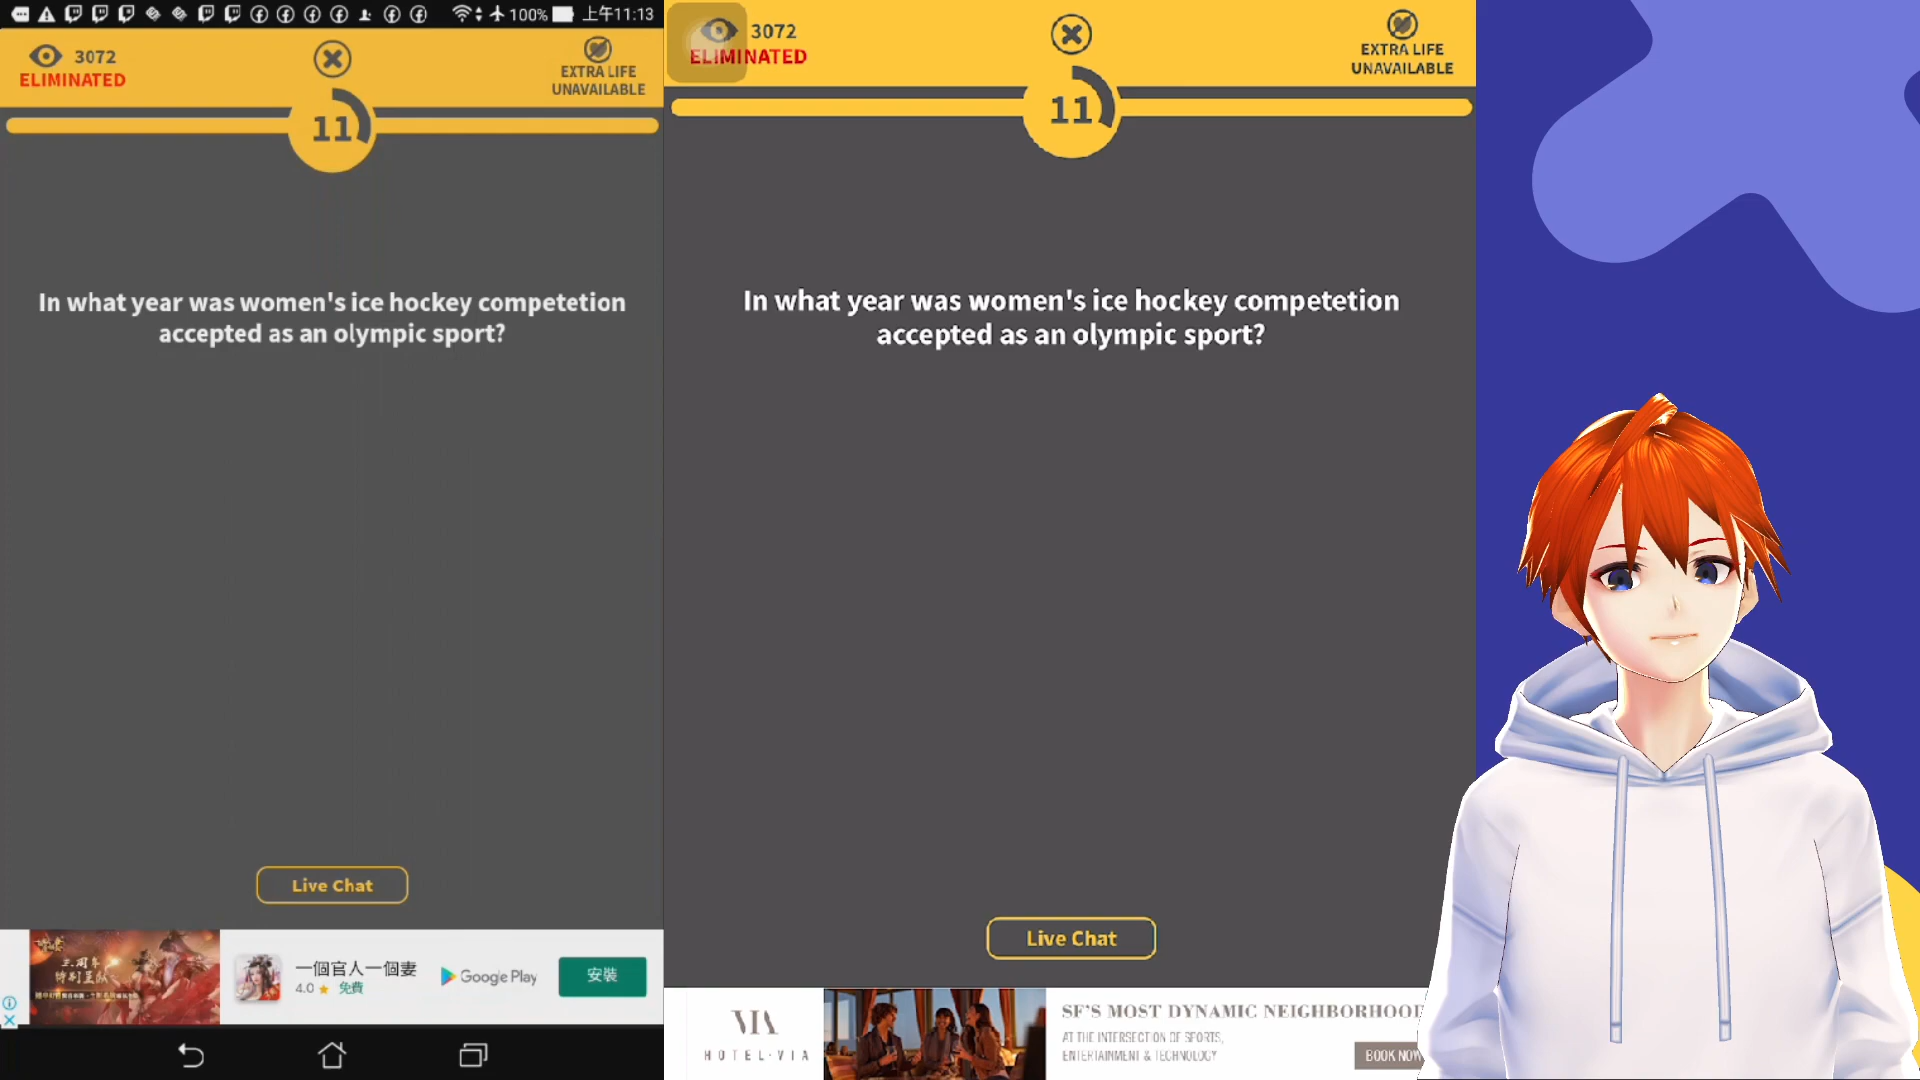 100% 上午11:13
3072
ELIMINATED
EXTRA LIFE
UNAVAILABLE
11
In what year was women's ice hockey competetion
accepted as an olympic sport?
Live Chat
一個官人一個妻
4.0 免費
Google Play
安裝
3072
ELIMINATED
EXTRA LIFE
UNAVAILABLE
11
In what year was women's ice hockey competetion
accepted as an olympic sport?
Live Chat
VIA
HOTEL·VIA
SF'S MOST DYNAMIC NEIGHBORHOOD
AT THE INTERSECTION OF SPORTS,
ENTERTAINMENT & TECHNOLOGY
BOOK NOW